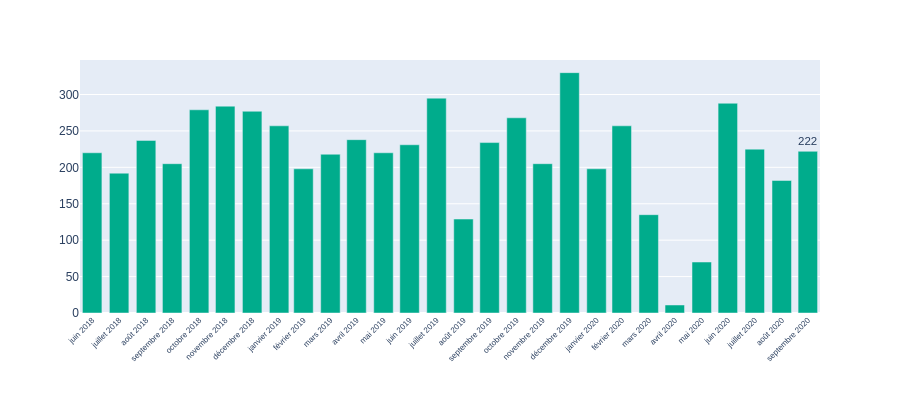 300
250
200
150
100
50
0
222
juin 2018
juillet 2018
août 2018
septembre 2018
octobre 2018
novembre 2018
décembre 2018
janvier 2019
février 2019
mars 2019
avril 2019
mai 2019
juin 2019
juillet 2019
août 2019
septembre 2019
octobre 2019
novembre 2019
décembre 2019
janvier 2020
février 2020
mars 2020
avril 2020
mai 2020
juin 2020
juillet 2020
août 2020
septembre 2020